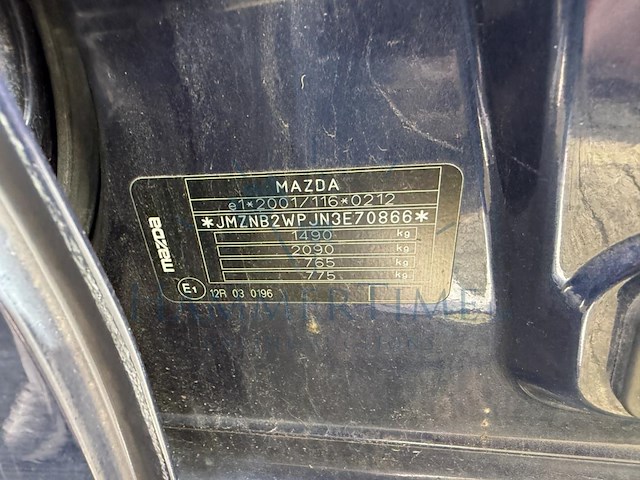 MAZDA
e1*2001/116*0212
*JMZNB2WPJN3E70866*
1490 kg
2090 kg
765 kg
775 kg
mazda
E1 12R 03 0196